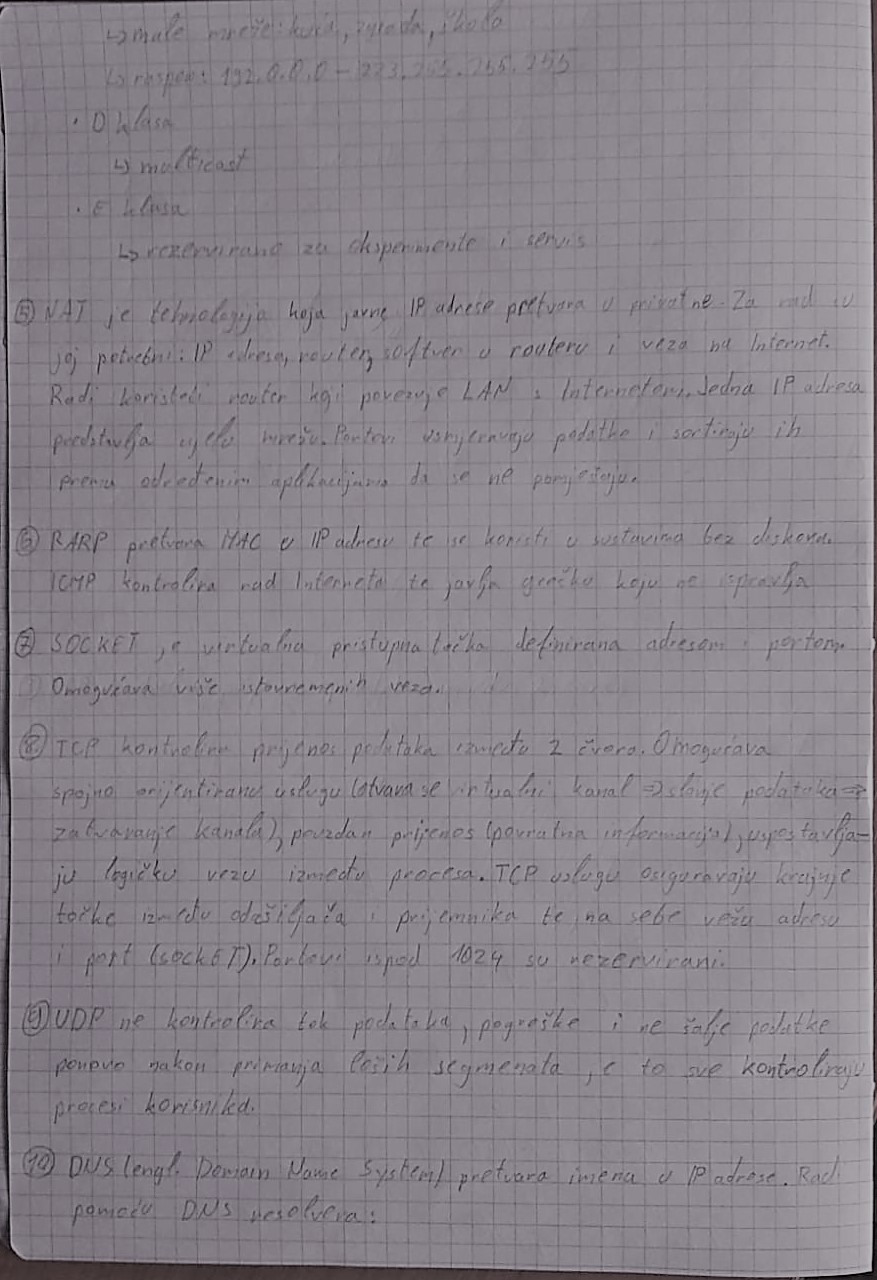 ↳ male mreže: kuća, zgrada, škola
↳ raspon: 192.0.0.0 – 223.255.255.255
• D klasa
↳ multicast
• E klasa
↳ rezervirano za eksperimente i servis
⑤ NAT je tehnologija koja javne IP adrese pretvara u privatne. Za rad su
joj potrebni: IP adresa, router, softver u routeru i veza na Internet.
Radi koristeći router koji povezuje LAN s Internetom. Jedna IP adresa
predstavlja cijelu mrežu. Portovi usmjeravaju podatke i sortiraju ih
prema određenim aplikacijama da se ne pomješaju.
⑥ RARP pretvara MAC u IP adresu te se koristi u sustavima bez diskova.
ICMP kontrolira rad Interneta te javlja grešku koju ne ispravlja
⑦ SOCKET je virtualna pristupna točka definirana adresom i portom.
Omogućava više istovremenih veza.
⑧ TCP kontrolira prijenos podataka između 2 čvora. Omogućava
spojno orijentiranu uslugu (otvara se virtualni kanal => slanje podataka =>
zatvaranje kanala), pouzdan prijenos (povratna informacija), uspostavlja-
ju logičku vezu između procesa. TCP uslugu osiguravaju krajnje
točke između odašiljača i prijemnika te na sebe vežu adresu
i port (SOCKET). Portovi ispod 1024 su rezervirani.
⑨ UDP ne kontrolira tok podataka, pogreške i ne šalje podatke
ponovo nakon primanja loših segmenata, te to sve kontroliraju
procesi korisnika.
⑩ DNS (engl. Domain Name System) pretvara imena u IP adrese. Radi
pomoću DNS resolvera: